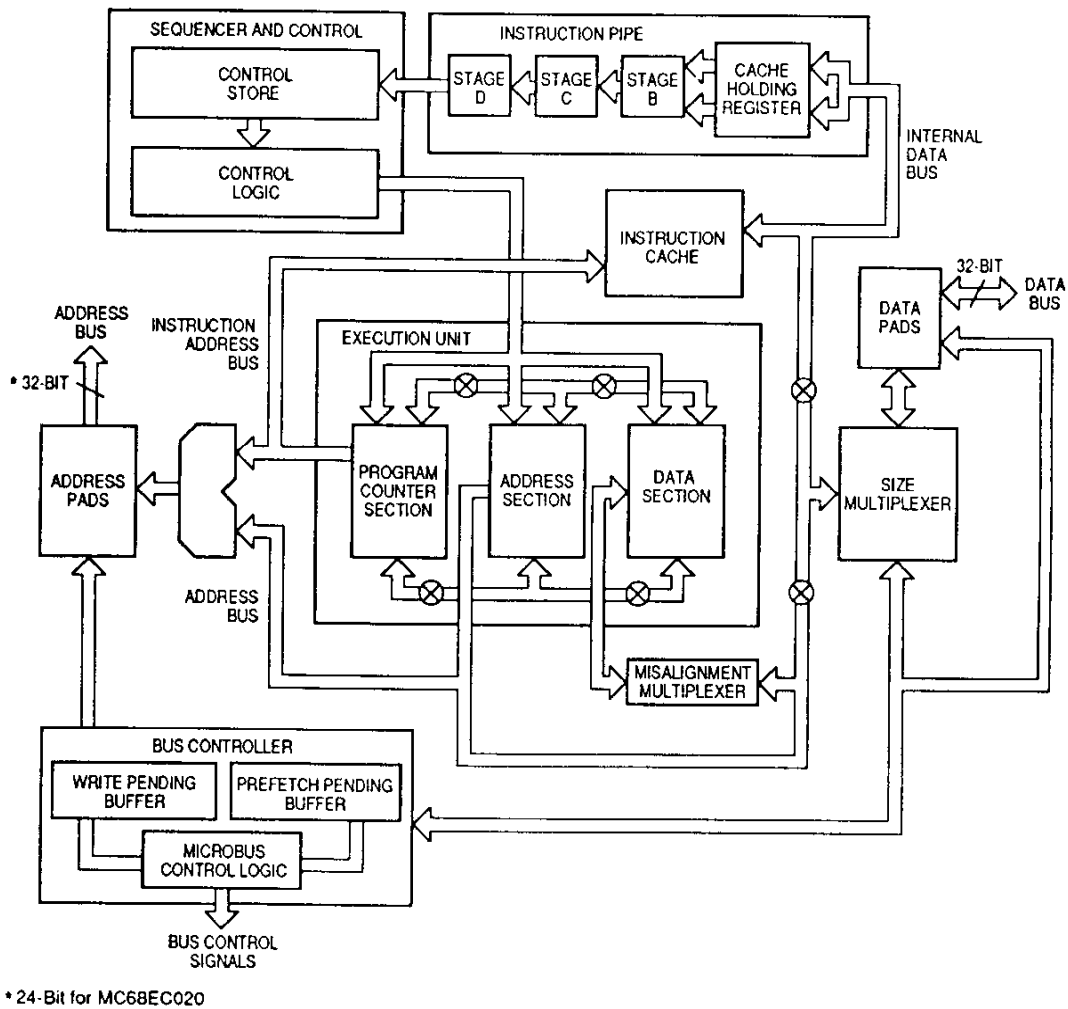 SEQUENCER AND CONTROL
CONTROL
STORE
CONTROL
LOGIC
INSTRUCTION PIPE
STAGE
D
STAGE
C
STAGE
B
CACHE
HOLDING
REGISTER
INTERNAL
DATA
BUS
INSTRUCTION
CACHE
32-BIT
DATA
BUS
DATA
PADS
ADDRESS
BUS
* 32-BIT
INSTRUCTION
ADDRESS
BUS
EXECUTION UNIT
ADDRESS
PADS
PROGRAM
COUNTER
SECTION
ADDRESS
SECTION
DATA
SECTION
SIZE
MULTIPLEXER
ADDRESS
BUS
MISALIGNMENT
MULTIPLEXER
BUS CONTROLLER
WRITE PENDING
BUFFER
PREFETCH PENDING
BUFFER
MICROBUS
CONTROL LOGIC
BUS CONTROL
SIGNALS
* 24-Bit for MC68EC020